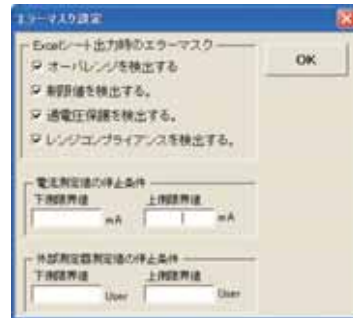 エラーマスク設定
Excelシート出力時のエラーマスク
オーバレンジを検出する
OK
制限値を検出する。
過電圧保護を検出する。
レンジコンプライアンスを検出する。
電流測定値の停止条件
下側限界値 上側限界値
mA mA
外部測定器測定値の停止条件
下側限界値 上側限界値
User User